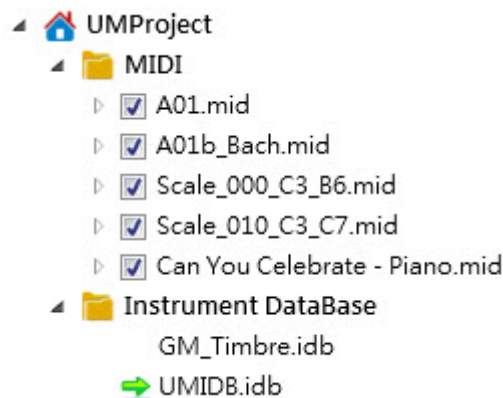 UMProject
MIDI
A01.mid
A01b_Bach.mid
Scale_000_C3_B6.mid
Scale_010_C3_C7.mid
Can You Celebrate - Piano.mid
Instrument DataBase
GM_Timbre.idb
UMIDB.idb